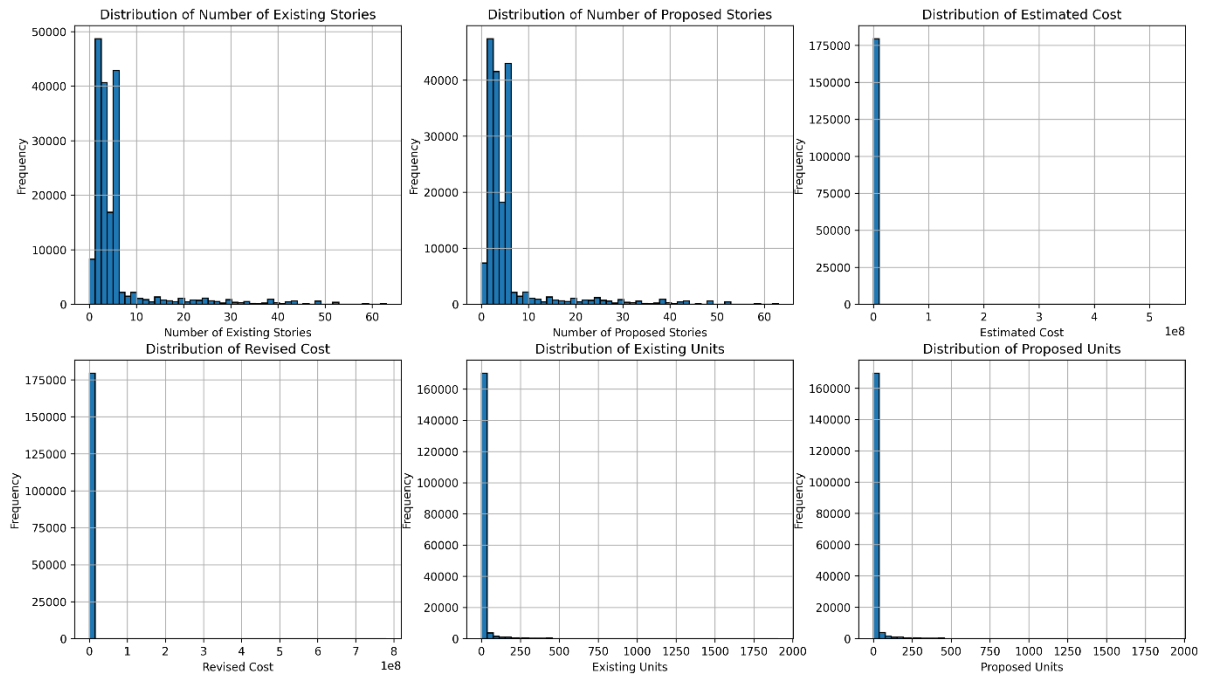 Distribution of Number of Existing Stories
50000
40000
30000
20000
10000
0
Frequency
0 10 20 30 40 50 60
Number of Existing Stories
Distribution of Number of Proposed Stories
40000
30000
20000
10000
0
Frequency
0 10 20 30 40 50 60
Number of Proposed Stories
Distribution of Estimated Cost
175000
150000
125000
100000
75000
50000
25000
0
Frequency
0 1 2 3 4 5
1e8
Estimated Cost
Distribution of Revised Cost
175000
150000
125000
100000
75000
50000
25000
0
Frequency
0 1 2 3 4 5 6 7 8
1e8
Revised Cost
Distribution of Existing Units
160000
140000
120000
100000
80000
60000
40000
20000
0
Frequency
0 250 500 750 1000 1250 1500 1750 2000
Existing Units
Distribution of Proposed Units
160000
140000
120000
100000
80000
60000
40000
20000
0
Frequency
0 250 500 750 1000 1250 1500 1750 2000
Proposed Units